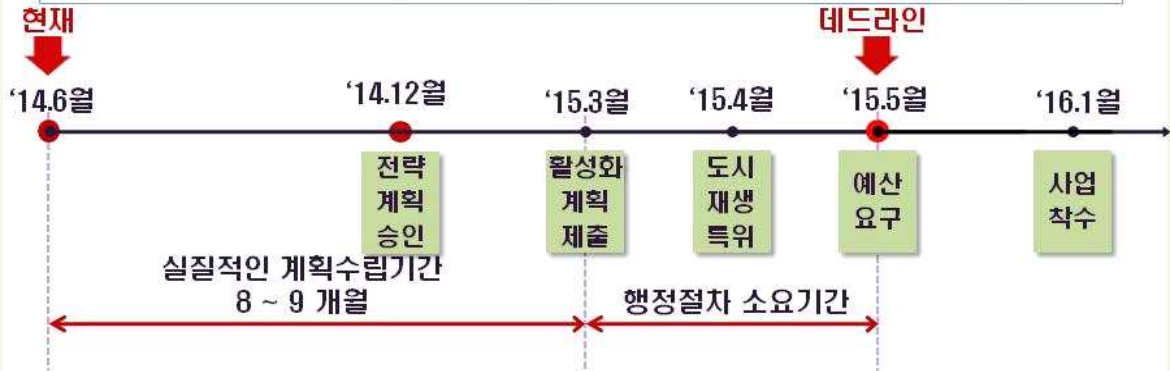 현재
데드라인
‘14.6월
‘14.12월
‘15.3월
‘15.4월
‘15.5월
‘16.1월
전략
계획
승인
활성화
계획
제출
도시
재생
특위
예산
요구
사업
착수
실질적인 계획수립기간
8 ~ 9 개월
행정절차 소요기간